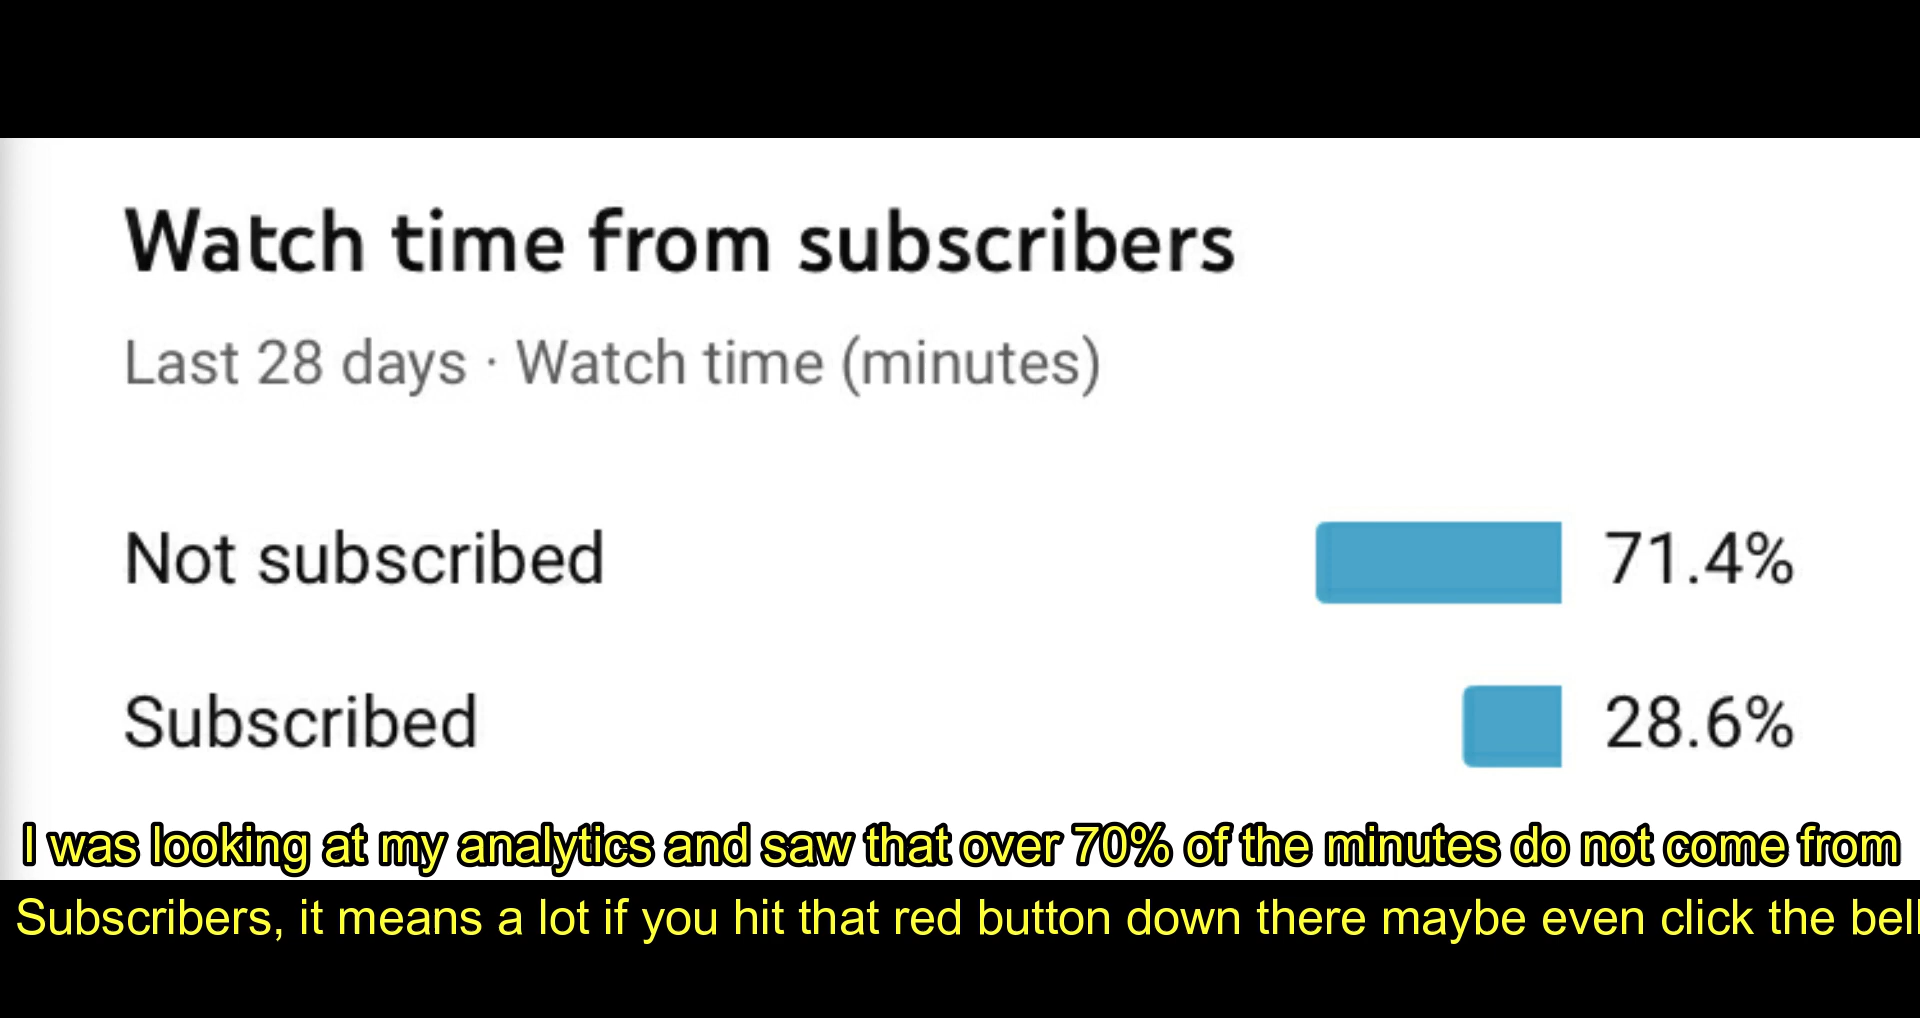 Watch time from subscribers
Last 28 days · Watch time (minutes)
Not subscribed 71.4%
Subscribed 28.6%
I was looking at my analytics and saw that over 70% of the minutes do not come from
Subscribers, it means a lot if you hit that red button down there maybe even click the bell